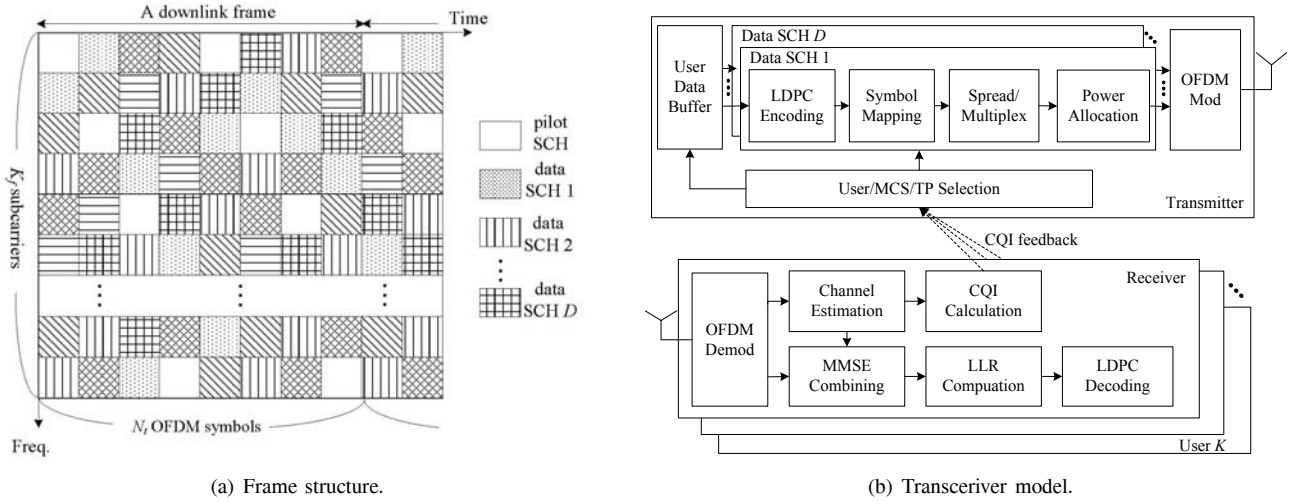 A downlink frame
Time
K_f subcarriers
pilot
SCH
data
SCH 1
data
SCH 2
data
SCH D
N_t OFDM symbols
Freq.
(a) Frame structure.
Data SCH D
Data SCH 1
User
Data
Buffer
LDPC
Encoding
Symbol
Mapping
Spread/
Multiplex
Power
Allocation
OFDM
Mod
User/MCS/TP Selection
Transmitter
CQI feedback
Receiver
OFDM
Demod
Channel
Estimation
CQI
Calculation
MMSE
Combining
LLR
Compuation
LDPC
Decoding
User K
(b) Transceriver model.